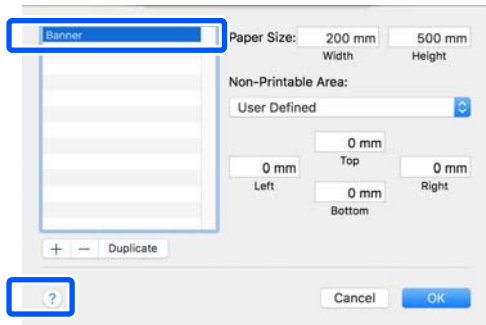 Banner
Paper Size: 200 mm 500 mm
Width Height
Non-Printable Area:
User Defined
0 mm
Top
0 mm 0 mm
Left Right
0 mm
Bottom
+ − Duplicate
? Cancel OK